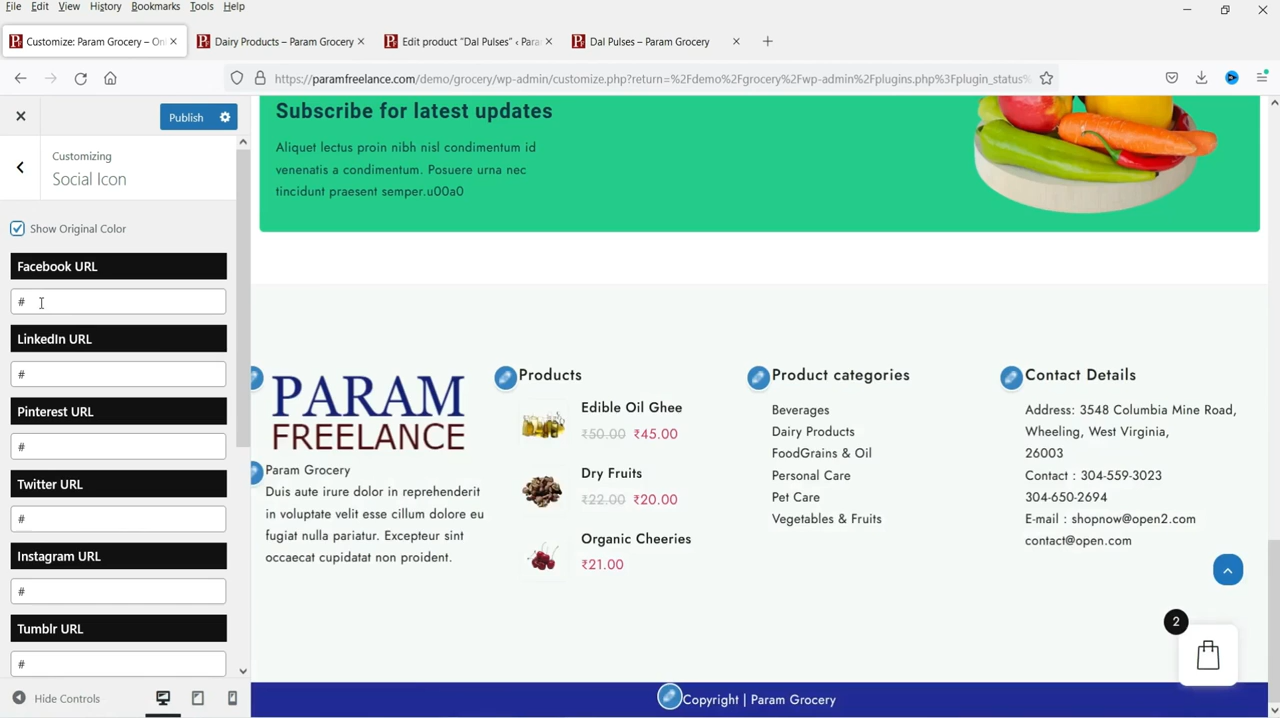 File Edit View History Bookmarks Tools Help
Customize: Param Grocery – Onl
Dairy Products – Param Grocery
Edit product “Dal Pulses” ‹ Para
Dal Pulses – Param Grocery
https://paramfreelance.com/demo/grocery/wp-admin/customize.php?return=%2Fdemo%2Fgrocery%2Fwp-admin%2Fplugins.php%3Fplugin_status%
Publish
Customizing
Social Icon
Show Original Color
Facebook URL
#
LinkedIn URL
#
Pinterest URL
#
Twitter URL
#
Instagram URL
#
Tumblr URL
#
Hide Controls
Subscribe for latest updates
Aliquet lectus proin nibh nisl condimentum id
venenatis a condimentum. Posuere urna nec
tincidunt praesent semper.u00a0
PARAM
FREELANCE
Param Grocery
Duis aute irure dolor in reprehenderit
in voluptate velit esse cillum dolore eu
fugiat nulla pariatur. Excepteur sint
occaecat cupidatat non proident.
Products
Edible Oil Ghee
₹50.00 ₹45.00
Dry Fruits
₹22.00 ₹20.00
Organic Cheeries
₹21.00
Product categories
Beverages
Dairy Products
FoodGrains & Oil
Personal Care
Pet Care
Vegetables & Fruits
Contact Details
Address: 3548 Columbia Mine Road,
Wheeling, West Virginia,
26003
Contact : 304-559-3023
304-650-2694
E-mail : shopnow@open2.com
contact@open.com
2
Copyright | Param Grocery